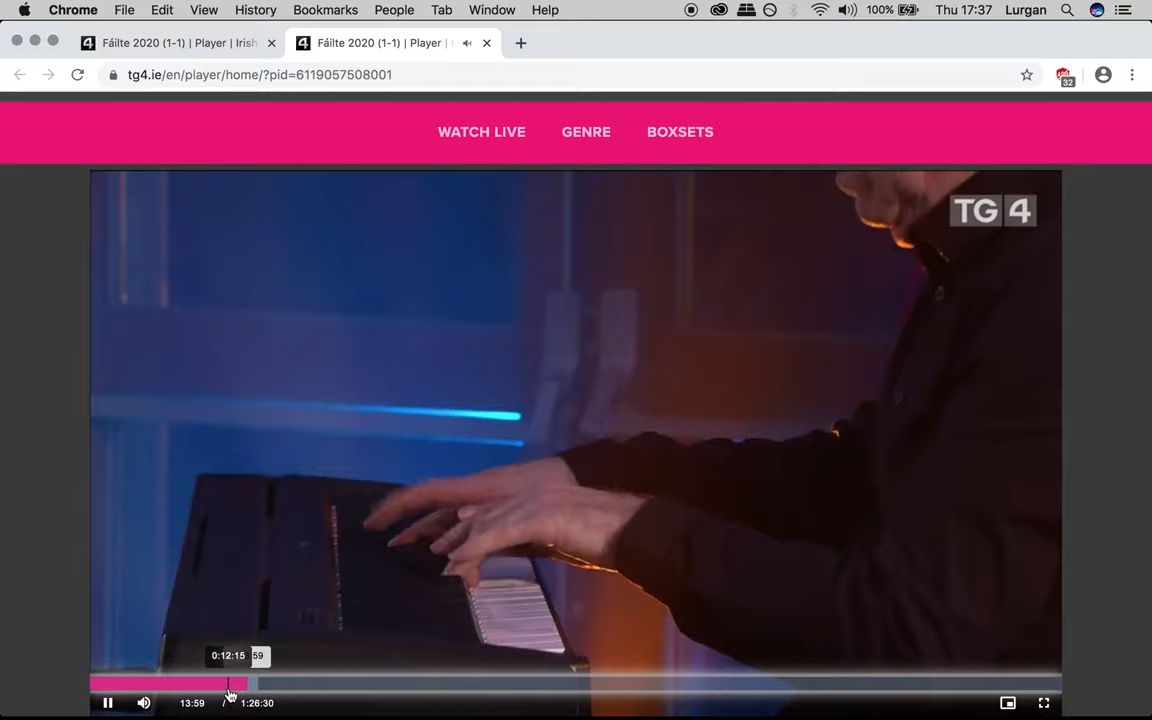 Chrome File Edit View History Bookmarks People Tab Window Help 100% Thu 17:37 Lurgan
Fáilte 2020 (1-1) | Player | Irish Fáilte 2020 (1-1) | Player |
tg4.ie/en/player/home/?pid=6119057508001
32
WATCH LIVE GENRE BOXSETS
TG4
0:12:15 59
13:59 / 1:26:30